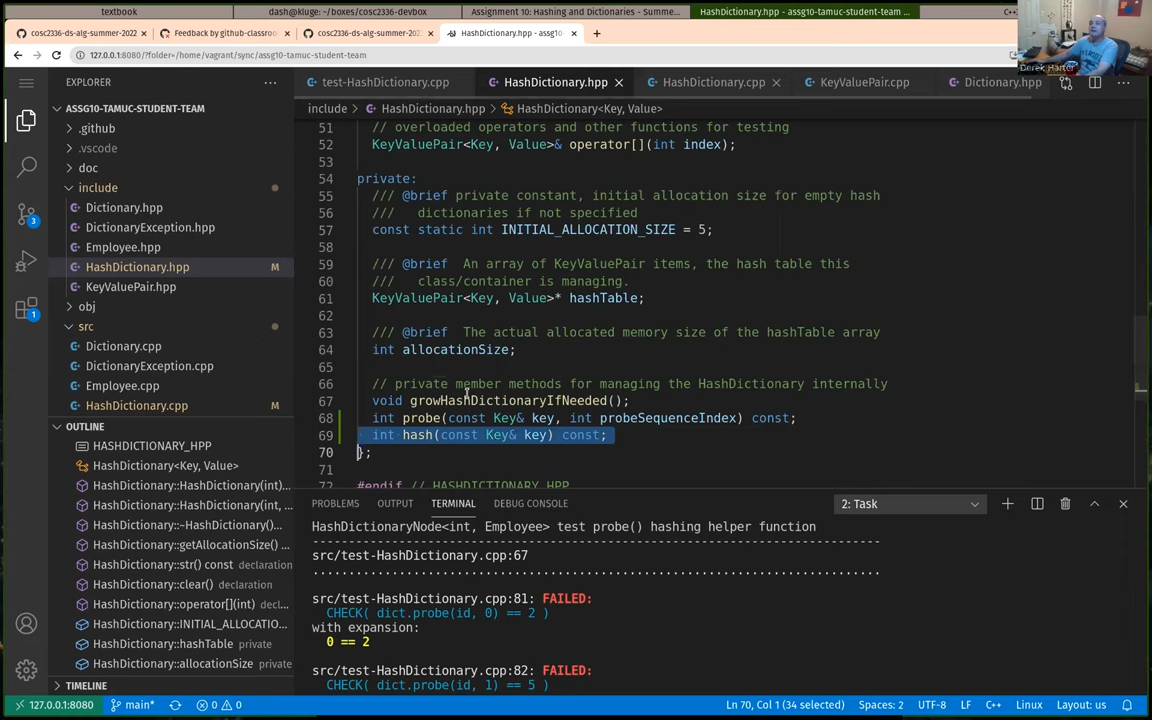 textbook
dash@kluge: ~/boxes/cosc2336-devbox
Assignment 10: Hashing and Dictionaries - Summe...
HashDictionary.hpp - assg10-tamuc-student-team ...
C++
cosc2336-ds-alg-summer-2022
Feedback by github-classroo
cosc2336-ds-alg-summer-2022
HashDictionary.hpp - assg10-ta
127.0.0.1:8080/?folder=/home/vagrant/sync/assg10-tamuc-student-team
Derek Harter
EXPLORER
test-HashDictionary.cpp
HashDictionary.hpp
HashDictionary.cpp
KeyValuePair.cpp
Dictionary.hpp
include > HashDictionary.hpp > HashDictionary<Key, Value>
ASSG10-TAMUC-STUDENT-TEAM
.github
.vscode
doc
include
Dictionary.hpp
DictionaryException.hpp
Employee.hpp
HashDictionary.hpp M
KeyValuePair.hpp
obj
src
Dictionary.cpp
DictionaryException.cpp
Employee.cpp
HashDictionary.cpp M
OUTLINE
HASHDICTIONARY_HPP
HashDictionary<Key, Value>
HashDictionary::HashDictionary(int)...
HashDictionary::HashDictionary(int, ...
HashDictionary::~HashDictionary()...
HashDictionary::getAllocationSize() ...
HashDictionary::str() const declaration
HashDictionary::clear() declaration
HashDictionary::operator[](int) decl...
HashDictionary::INITIAL_ALLOCATIO...
HashDictionary::hashTable private
HashDictionary::allocationSize private
TIMELINE
3
1
51 // overloaded operators and other functions for testing
52 KeyValuePair<Key, Value>& operator[](int index);
53
54 private:
55 /// @brief private constant, initial allocation size for empty hash
56 /// dictionaries if not specified
57 const static int INITIAL_ALLOCATION_SIZE = 5;
58
59 /// @brief An array of KeyValuePair items, the hash table this
60 /// class/container is managing.
61 KeyValuePair<Key, Value>* hashTable;
62
63 /// @brief The actual allocated memory size of the hashTable array
64 int allocationSize;
65
66 // private member methods for managing the HashDictionary internally
67 void growHashDictionaryIfNeeded();
68 int probe(const Key& key, int probeSequenceIndex) const;
69 int hash(const Key& key) const;
70 };
71
72 #endif // HASHDICTIONARY_HPP
PROBLEMS OUTPUT TERMINAL DEBUG CONSOLE
2: Task
HashDictionaryNode<int, Employee> test probe() hashing helper function
-------------------------------------------------------------------------------
src/test-HashDictionary.cpp:67
...............................................................................
src/test-HashDictionary.cpp:81: FAILED:
CHECK( dict.probe(id, 0) == 2 )
with expansion:
0 == 2
src/test-HashDictionary.cpp:82: FAILED:
CHECK( dict.probe(id, 1) == 5 )
127.0.0.1:8080
main*
0 0
Ln 70, Col 1 (34 selected)
Spaces: 2
UTF-8
LF
C++
Linux
Layout: us